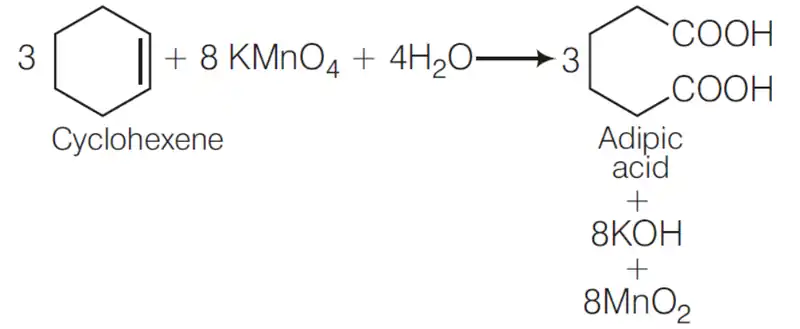 3 + 8 KMnO₄ + 4H₂O → 3
COOH
COOH
Cyclohexene
Adipic
acid
+
8KOH
+
8MnO₂